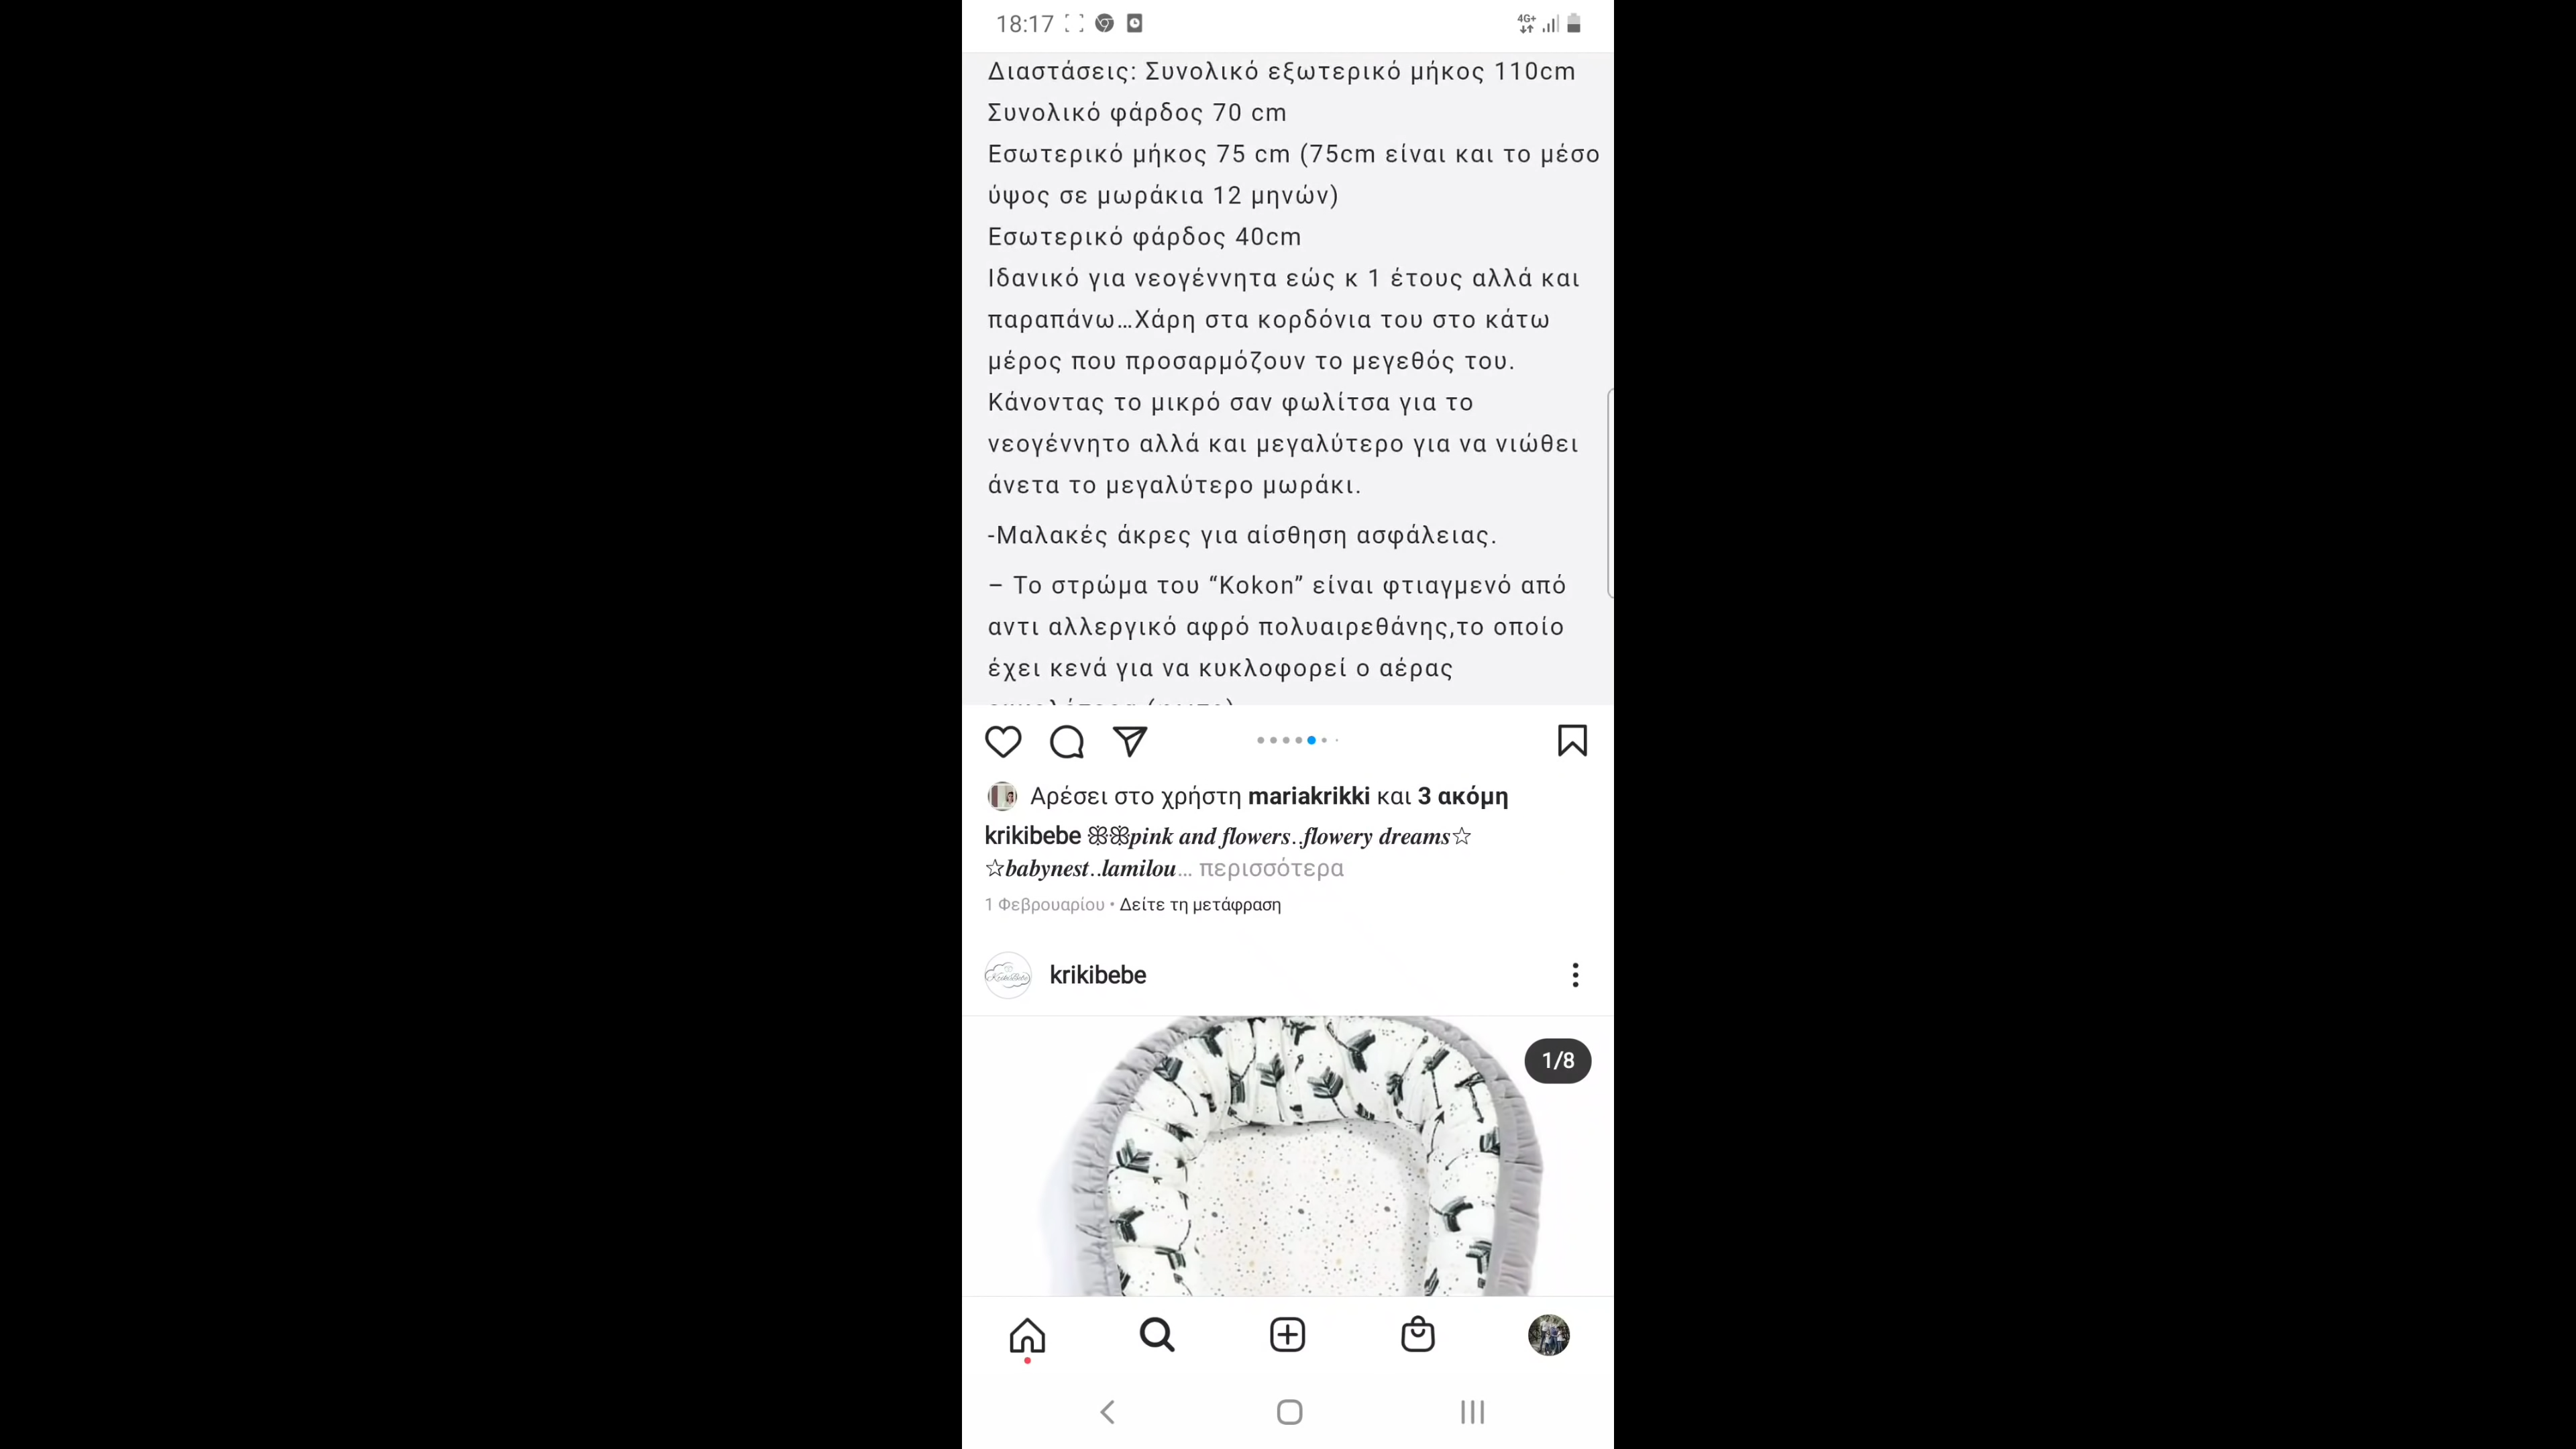 18:17
4G+
Διαστάσεις: Συνολικό εξωτερικό μήκος 110cm
Συνολικό φάρδος 70 cm
Εσωτερικό μήκος 75 cm (75cm είναι και το μέσο
ύψος σε μωράκια 12 μηνών)
Εσωτερικό φάρδος 40cm
Ιδανικό για νεογέννητα εώς κ 1 έτους αλλά και
παραπάνω…Χάρη στα κορδόνια του στο κάτω
μέρος που προσαρμόζουν το μεγεθός του.
Κάνοντας το μικρό σαν φωλίτσα για το
νεογέννητο αλλά και μεγαλύτερο για να νιώθει
άνετα το μεγαλύτερο μωράκι.
-Μαλακές άκρες για αίσθηση ασφάλειας.
– Το στρώμα του “Kokon” είναι φτιαγμενό από
αντι αλλεργικό αφρό πολυαιρεθάνης,το οποίο
έχει κενά για να κυκλοφορεί ο αέρας
Αρέσει στο χρήστη mariakrikki και 3 ακόμη
krikibebe ꕥꕥpink and flowers..flowery dreams☆
☆babynest..lamilou… περισσότερα
1 Φεβρουαρίου • Δείτε τη μετάφραση
krikibebe
1/8